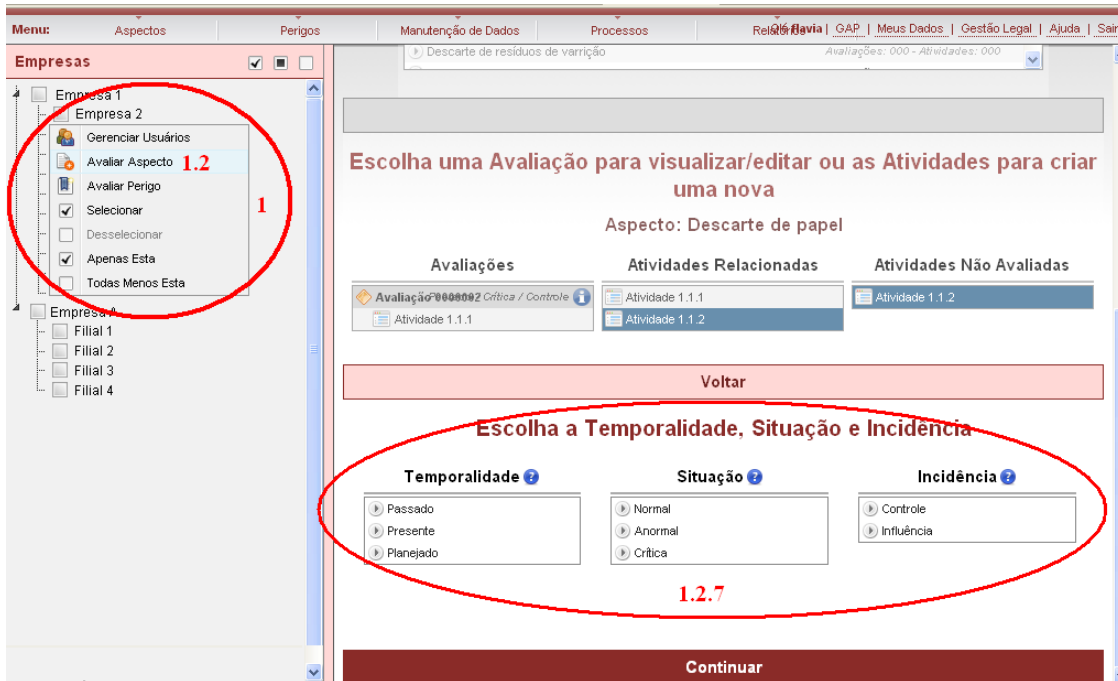 Menu: Aspectos Perigos Manutenção de Dados Processos Relatórios Olá flavia | GAP | Meus Dados | Gestão Legal | Ajuda | Sair
Empresas
Empresa 1
Empresa 2
Gerenciar Usuários
Avaliar Aspecto 1.2
Avaliar Perigo
Selecionar 1
Desselecionar
Apenas Esta
Todas Menos Esta
Empresa A
Filial 1
Filial 2
Filial 3
Filial 4
Descarte de resíduos de varrição Avaliações: 000 - Atividades: 000
Escolha uma Avaliação para visualizar/editar ou as Atividades para criar
uma nova
Aspecto: Descarte de papel
Avaliações Atividades Relacionadas Atividades Não Avaliadas
Avaliação Crítica / Controle Atividade 1.1.1 Atividade 1.1.2
Atividade 1.1.1 Atividade 1.1.2
Voltar
Escolha a Temporalidade, Situação e Incidência
Temporalidade Situação Incidência
Passado Normal Controle
Presente Anormal Influência
Planejado Crítica
1.2.7
Continuar